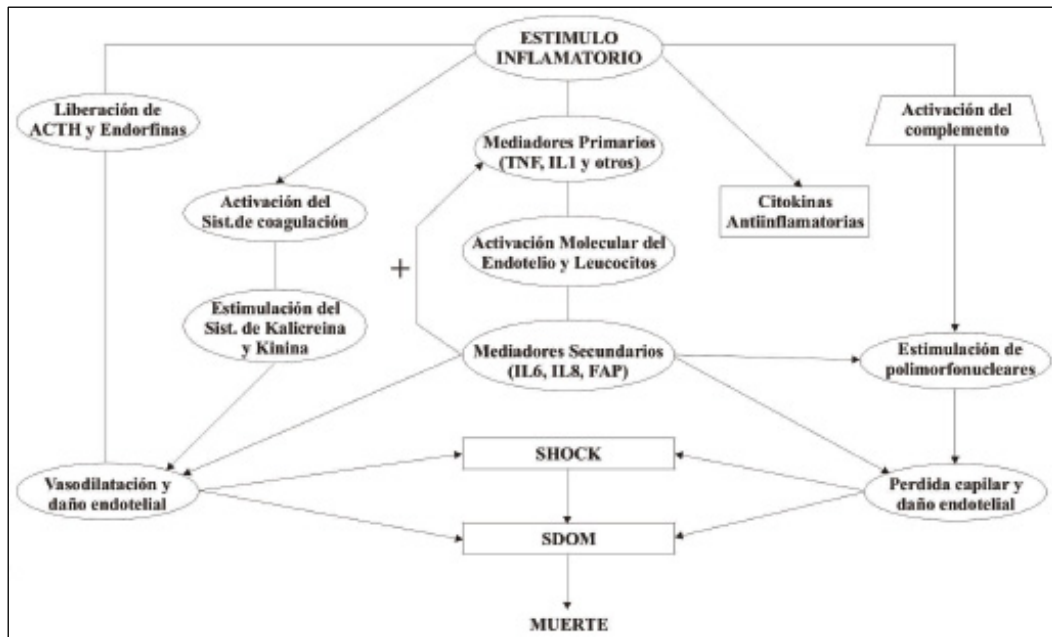 ESTIMULO
INFLAMATORIO
Liberación de
ACTH y Endorfinas
Activación del
complemento
Mediadores Primarios
(TNF, IL1 y otros)
Activación del
Sist.de coagulación
Citokinas
Antiinflamatorias
Activación Molecular del
Endotelio y Leucocitos
+
Estimulación del
Sist. de Kalicreina
y Kinina
Mediadores Secundarios
(IL6, IL8, FAP)
Estimulación de
polimorfonucleares
SHOCK
Vasodilatación y
daño endotelial
Perdida capilar y
daño endotelial
SDOM
MUERTE